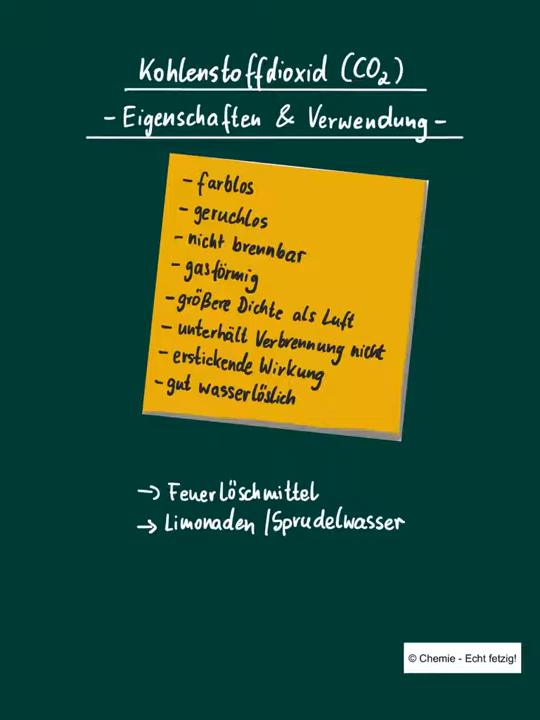 Kohlenstoffdioxid (CO₂)
- Eigenschaften & Verwendung -
- farblos
- geruchlos
- nicht brennbar
- gasförmig
- größere Dichte als Luft
- unterhält Verbrennung nicht
- erstickende Wirkung
- gut wasserlöslich
→ Feuerlöschmittel
→ Limonaden / Sprudelwasser
© Chemie - Echt fetzig!